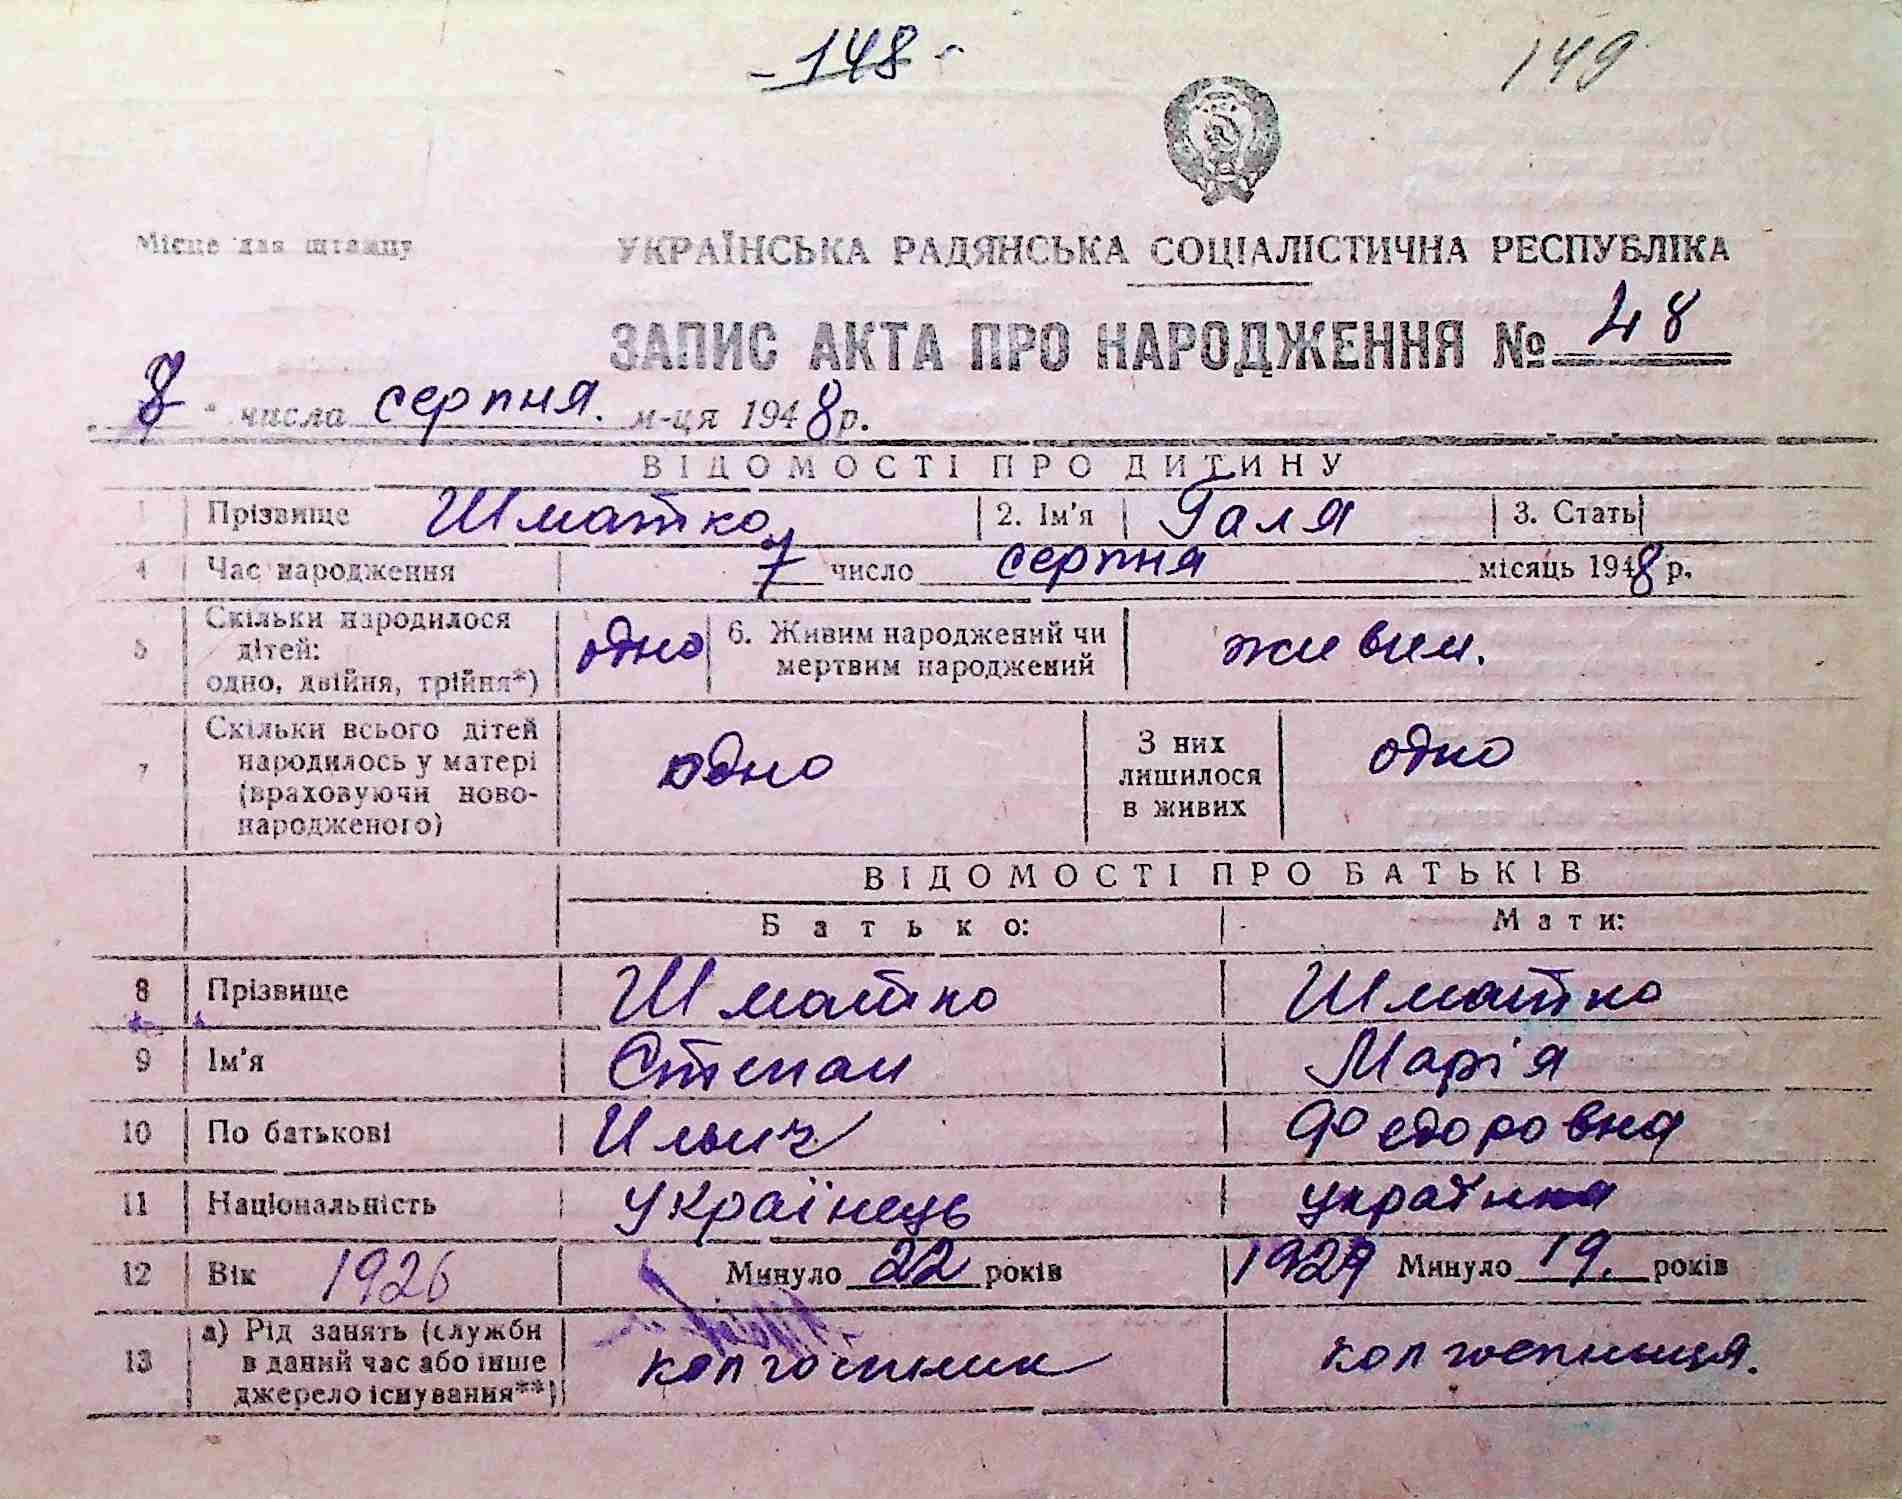 - 148 -
149
Місце для штампу
УКРАЇНСЬКА РАДЯНСЬКА СОЦІАЛІСТИЧНА РЕСПУБЛІКА
ЗАПИС АКТА ПРО НАРОДЖЕННЯ № 48
„ 8 " числа серпня. м-ця 1948 р.
ВІДОМОСТІ ПРО ДИТИНУ
1 Прізвище Шматко 2. Ім'я Галя 3. Стать
4 Час народження 7 число серпня місяць 1948 р.
5 Скільки народилося дітей: одно, двійня, трійня*) одно 6. Живим народжений чи мертвим народжений живим.
7 Скільки всього дітей народилось у матері (враховуючи ново-народженого) одно З них лишилося в живих одно
ВІДОМОСТІ ПРО БАТЬКІВ
Батько: Мати:
8 Прізвище Шматко Шматко
9 Ім'я Степан Марія
10 По батькові Ильич Федоровна
11 Національність українець українка
12 Вік 1926 Минуло 22 років 1929 Минуло 19. років
13 а) Рід занять (служби в даний час або інше джерело існування**) колгоспник колгоспниця.